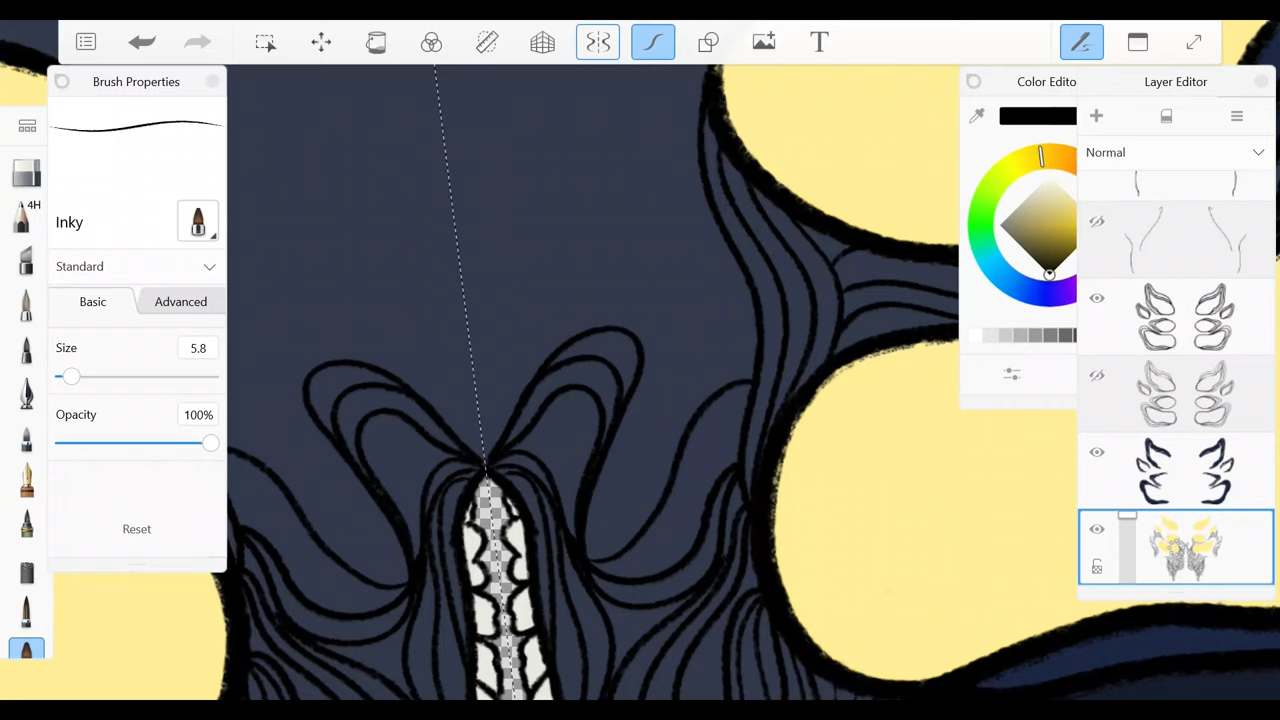 T
Brush Properties
Color Edito
Layer Editor
Normal
4H
Inky
Standard
Basic
Advanced
Size
5.8
Opacity
100%
Reset